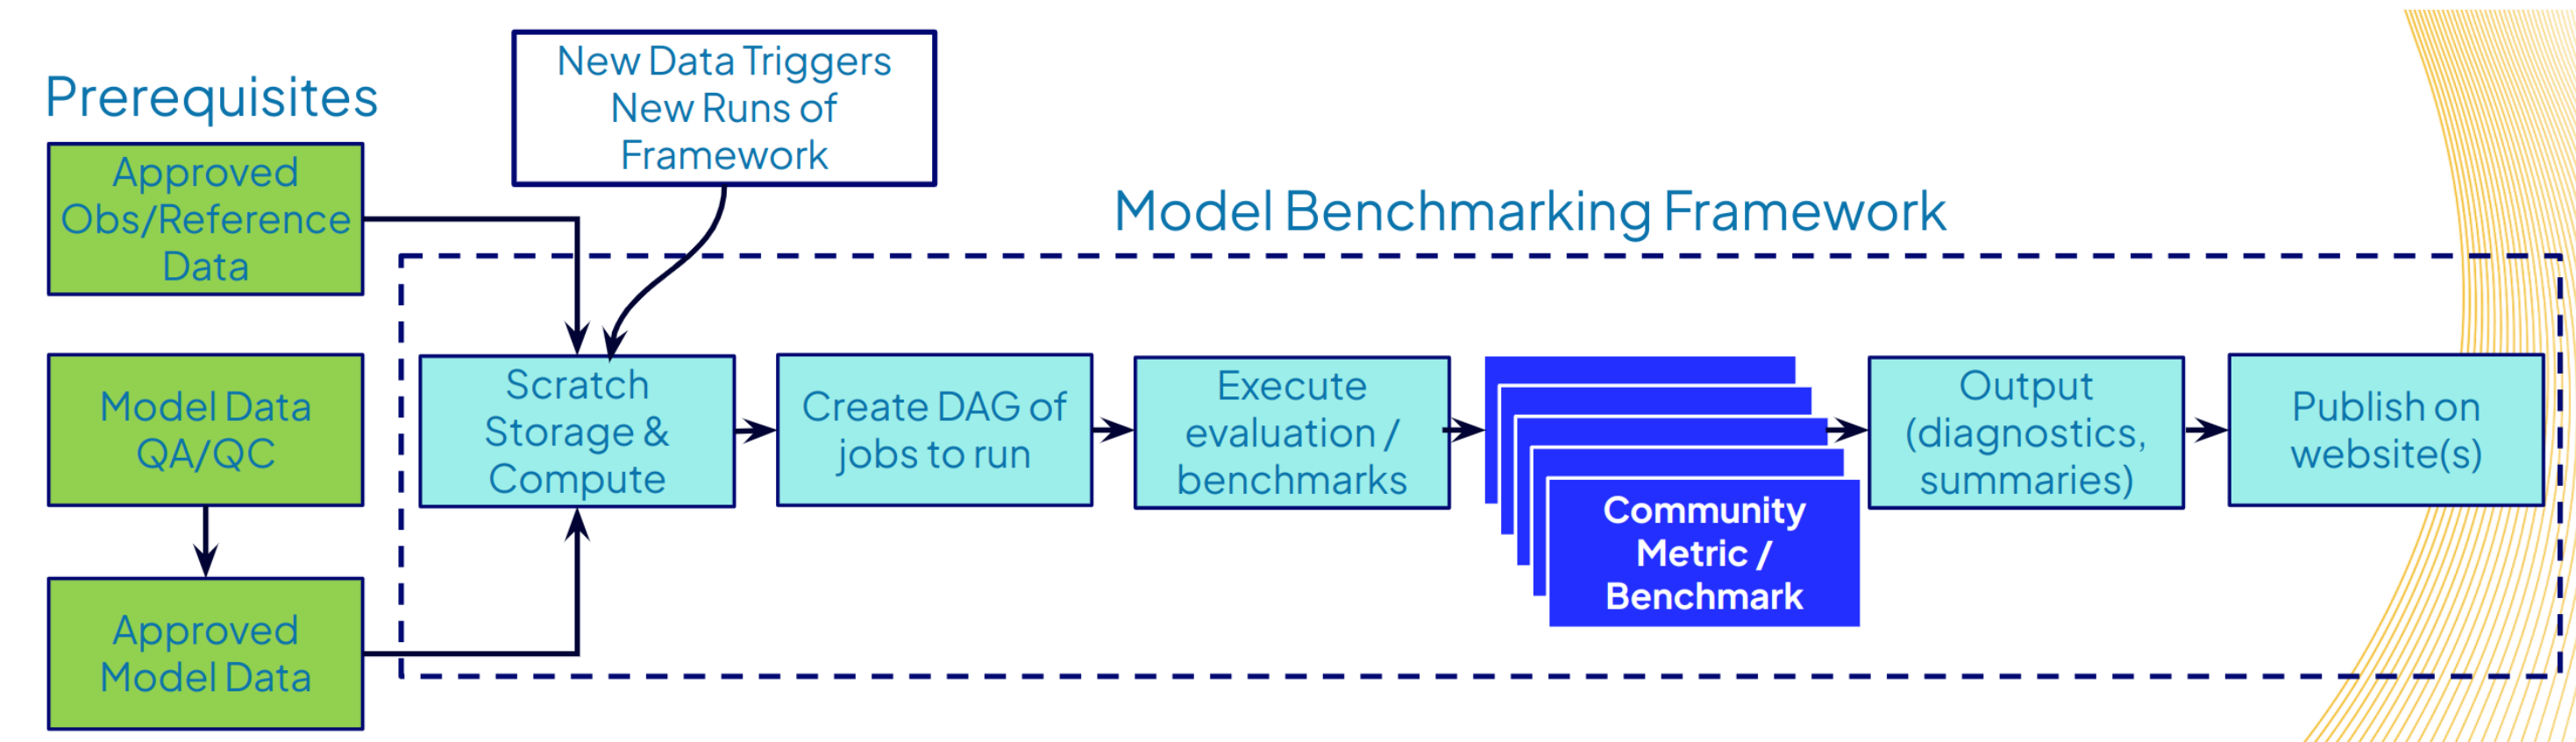 Prerequisites
Approved
Obs/Reference
Data
Model Data
QA/QC
Approved
Model Data
New Data Triggers
New Runs of
Framework
Model Benchmarking Framework
Scratch
Storage &
Compute
Create DAG of
jobs to run
Execute
evaluation /
benchmarks
Community
Metric /
Benchmark
Output
(diagnostics,
summaries)
Publish on
website(s)